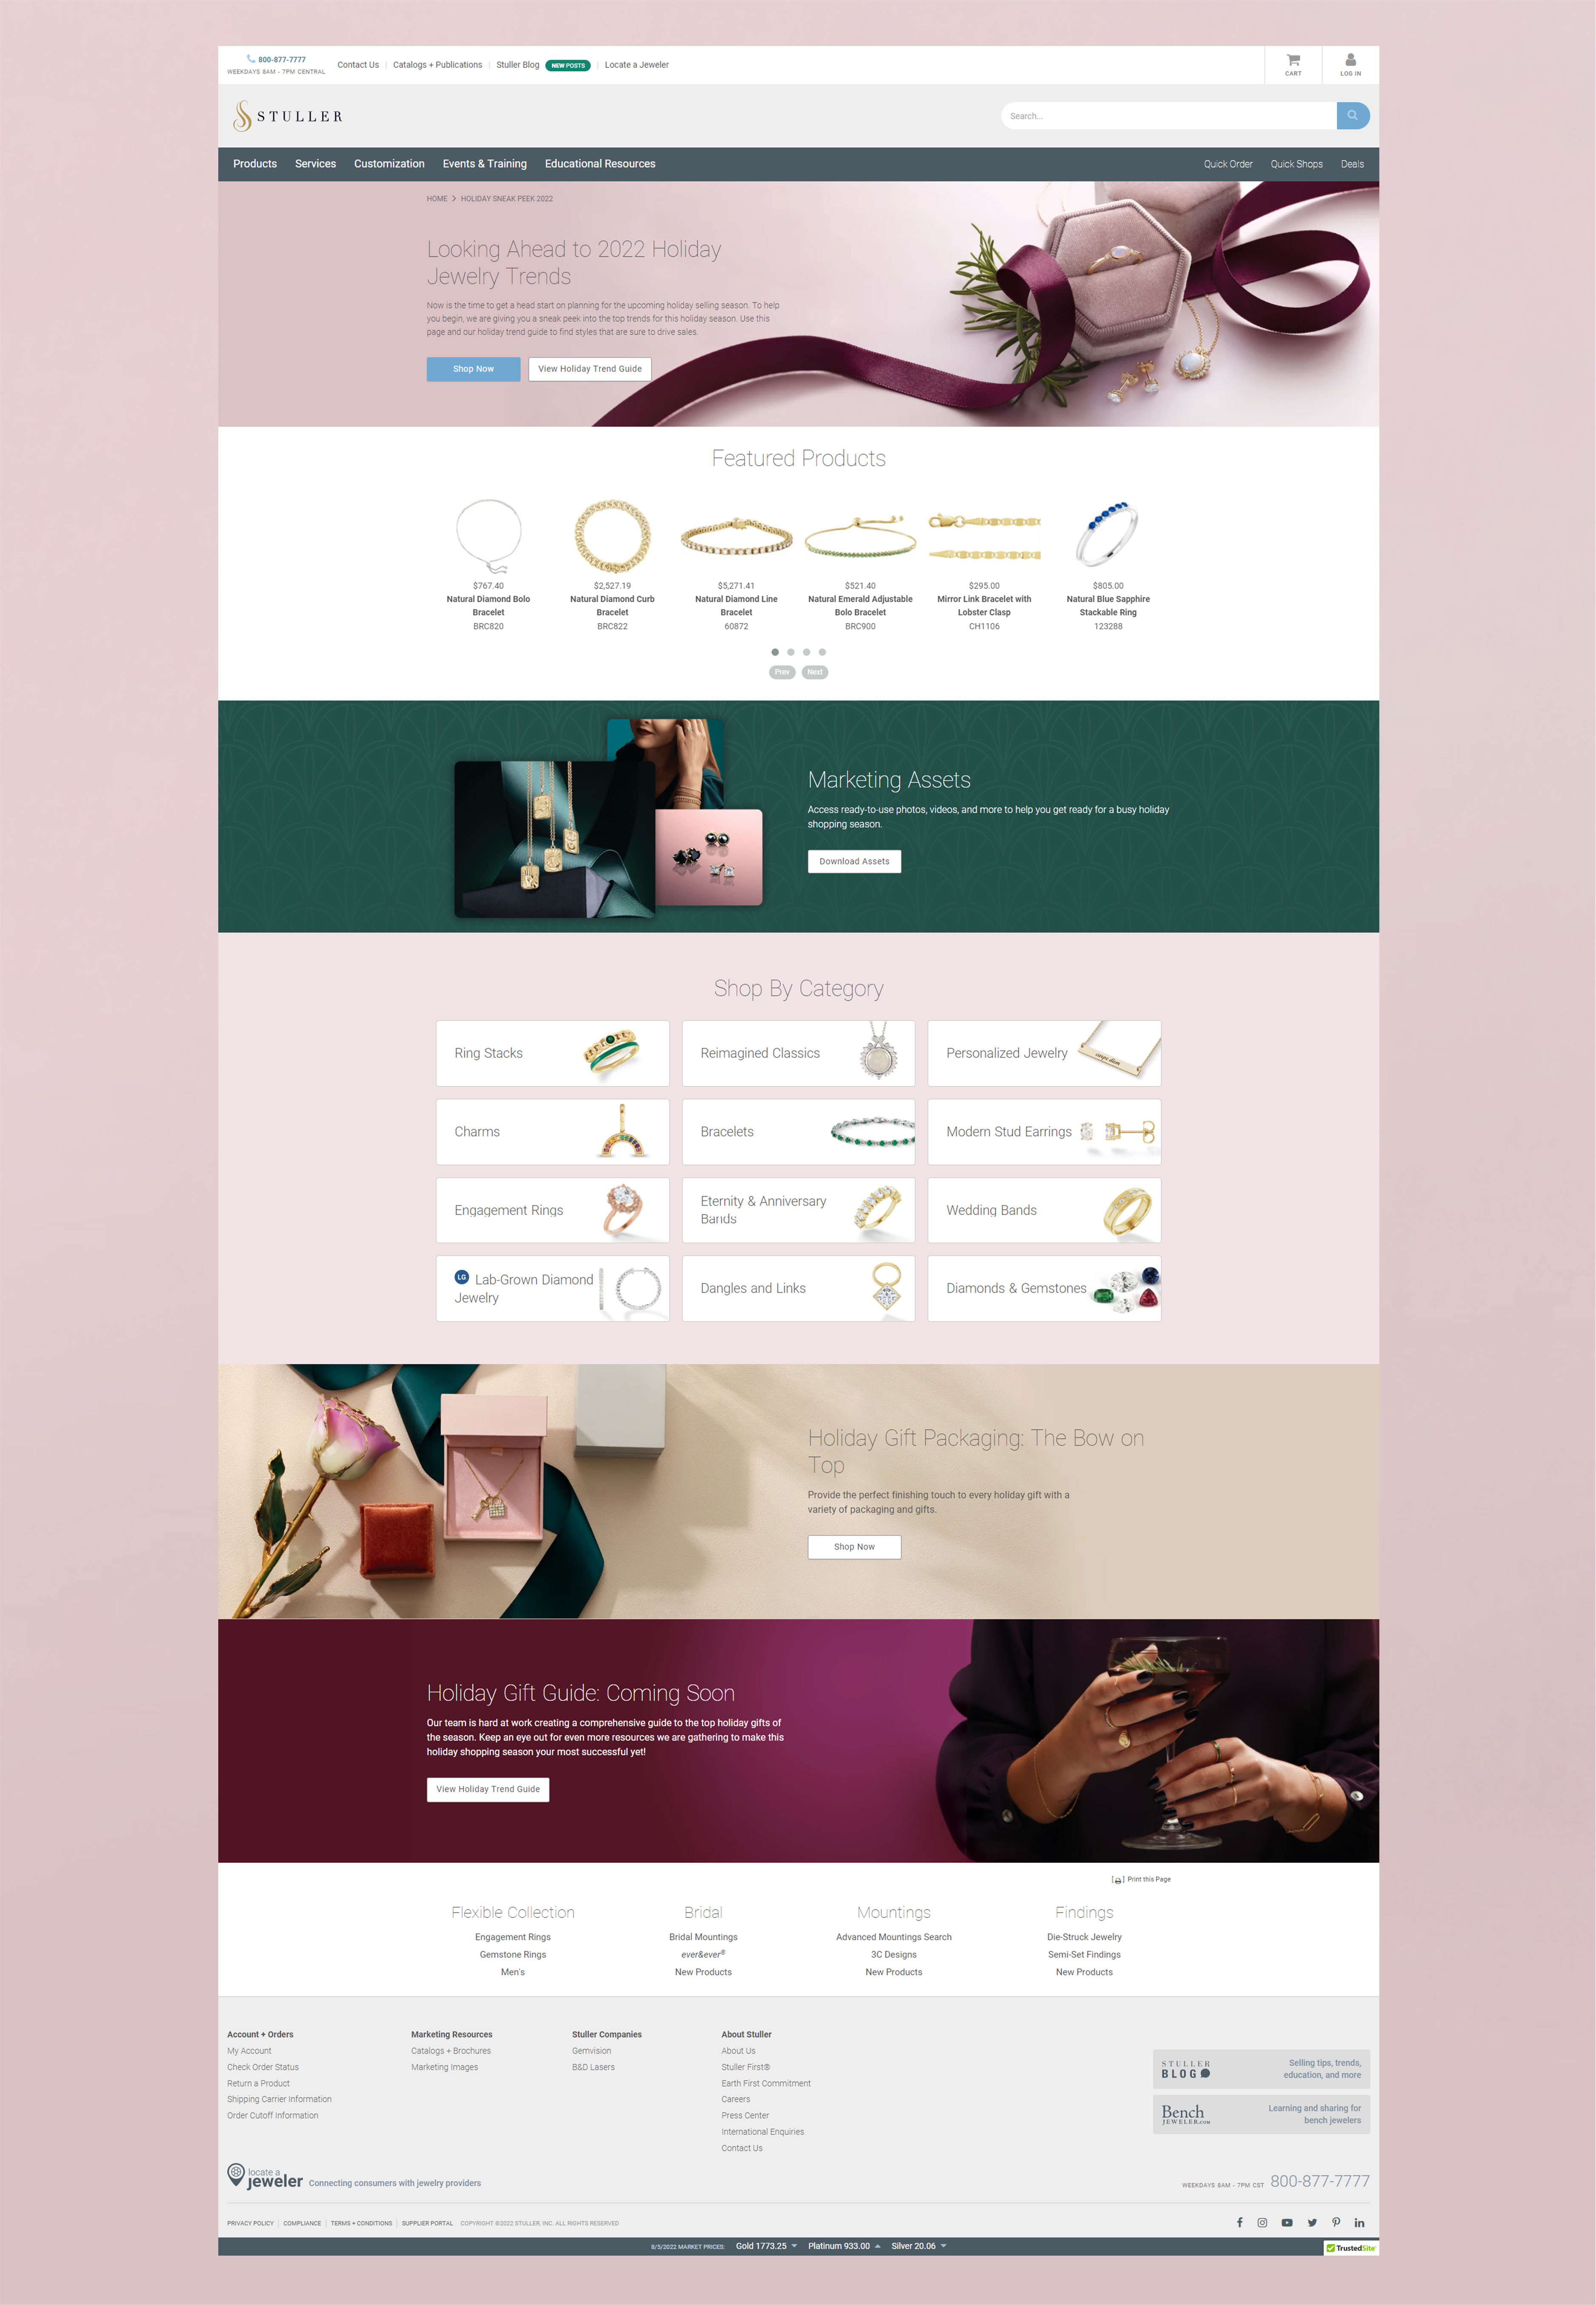 800-877-7777
WEEKDAYS 8AM - 7PM CENTRAL
Contact Us
Catalogs + Publications
Stuller Blog NEW POSTS
Locate a Jeweler
CART
LOG IN
STULLER
Search...
Products
Services
Customization
Events & Training
Educational Resources
Quick Order
Quick Shops
Deals
HOME > HOLIDAY SNEAK PEEK 2022
Looking Ahead to 2022 Holiday
Jewelry Trends
Now is the time to get a head start on planning for the upcoming holiday selling season. To help
you begin, we are giving you a sneak peek into the top trends for this holiday season. Use this
page and our holiday trend guide to find styles that are sure to drive sales.
Shop Now
View Holiday Trend Guide
Featured Products
$767.40
Natural Diamond Bolo
Bracelet
BRC820
$2,527.19
Natural Diamond Curb
Bracelet
BRC822
$5,271.41
Natural Diamond Line
Bracelet
60872
$521.40
Natural Emerald Adjustable
Bolo Bracelet
BRC900
$295.00
Mirror Link Bracelet with
Lobster Clasp
CH1106
$805.00
Natural Blue Sapphire
Stackable Ring
123288
Prev
Next
Marketing Assets
Access ready-to-use photos, videos, and more to help you get ready for a busy holiday
shopping season.
Download Assets
Shop By Category
Ring Stacks
Reimagined Classics
Personalized Jewelry
carpe diem
Charms
Bracelets
Modern Stud Earrings
Engagement Rings
Eternity & Anniversary
Bands
Wedding Bands
LG Lab-Grown Diamond
Jewelry
Dangles and Links
Diamonds & Gemstones
Holiday Gift Packaging: The Bow on
Top
Provide the perfect finishing touch to every holiday gift with a
variety of packaging and gifts.
Shop Now
Holiday Gift Guide: Coming Soon
Our team is hard at work creating a comprehensive guide to the top holiday gifts of
the season. Keep an eye out for even more resources we are gathering to make this
holiday shopping season your most successful yet!
View Holiday Trend Guide
Print this Page
Flexible Collection
Engagement Rings
Gemstone Rings
Men's
Bridal
Bridal Mountings
ever&ever®
New Products
Mountings
Advanced Mountings Search
3C Designs
New Products
Findings
Die-Struck Jewelry
Semi-Set Findings
New Products
Account + Orders
My Account
Check Order Status
Return a Product
Shipping Carrier Information
Order Cutoff Information
Marketing Resources
Catalogs + Brochures
Marketing Images
Stuller Companies
Gemvision
B&D Lasers
About Stuller
About Us
Stuller First®
Earth First Commitment
Careers
Press Center
International Enquiries
Contact Us
STULLER
BLOG
Selling tips, trends,
education, and more
Bench
JEWELER.COM
Learning and sharing for
bench jewelers
locate a
jeweler
Connecting consumers with jewelry providers
WEEKDAYS 8AM - 7PM CST 800-877-7777
PRIVACY POLICY
COMPLIANCE
TERMS + CONDITIONS
SUPPLIER PORTAL
COPYRIGHT ©2022 STULLER, INC. ALL RIGHTS RESERVED
8/5/2022 MARKET PRICES: Gold 1773.25 Platinum 933.00 Silver 20.06
TrustedSite